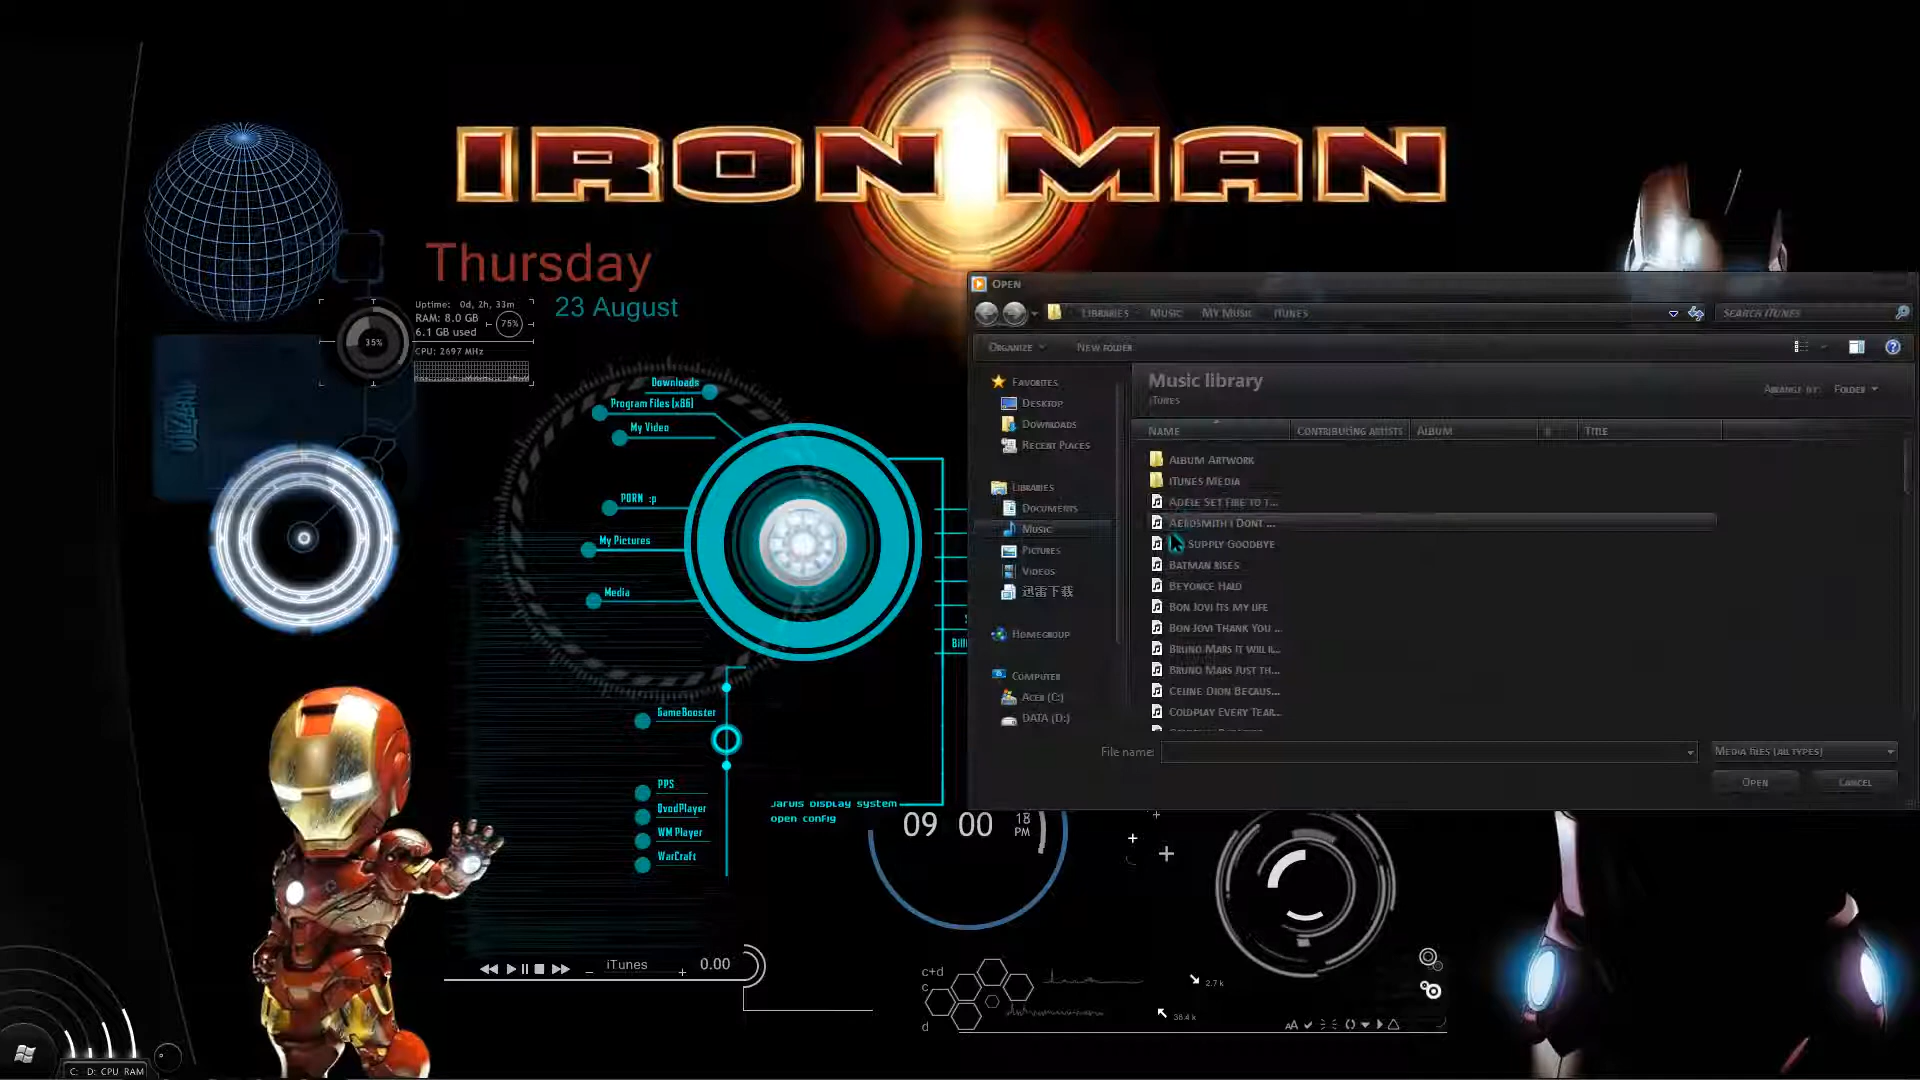 IRON MAN
Thursday
23 August
Uptime: 0d, 2h, 33m
RAM: 8.0 GB
6.1 GB used
75%
35%
CPU: 2697 MHz
BLIZZARD
Downloads
Program Files (x86)
My Video
PORN :p
My Pictures
Media
GameBooster
PPS
QvodPlayer
WM Player
WarCraft
Jarvis Display system
open config
OPEN
LIBRARIES MUSIC MY MUSIC ITUNES
SEARCH ITUNES
ORGANIZE NEW FOLDER
FAVORITES
DESKTOP
DOWNLOADS
RECENT PLACES
LIBRARIES
DOCUMENTS
MUSIC
PICTURES
VIDEOS
迅雷下载
HOMEGROUP
COMPUTER
ACER (C:)
DATA (D:)
Music library
ITUNES
ARRANGE BY: FOLDER
NAME CONTRIBUTING ARTISTS ALBUM # TITLE
ALBUM ARTWORK
ITUNES MEDIA
ADELE SET FIRE TO T...
AEROSMITH I DONT ...
SUPPLY GOODBYE
BATMAN RISES
BEYONCE HALO
BON JOVI ITS MY LIFE
BON JOVI THANK YOU ...
BRUNO MARS IT WILL R...
BRUNO MARS JUST TH...
CELINE DION BECAUS...
COLDPLAY EVERY TEAR...
File name:
MEDIA FILES (ALL TYPES)
OPEN CANCEL
09 00 18 PM
iTunes
0.00
c+d
c
d
2.7 k
38.4 k
AA
C: D: CPU RAM